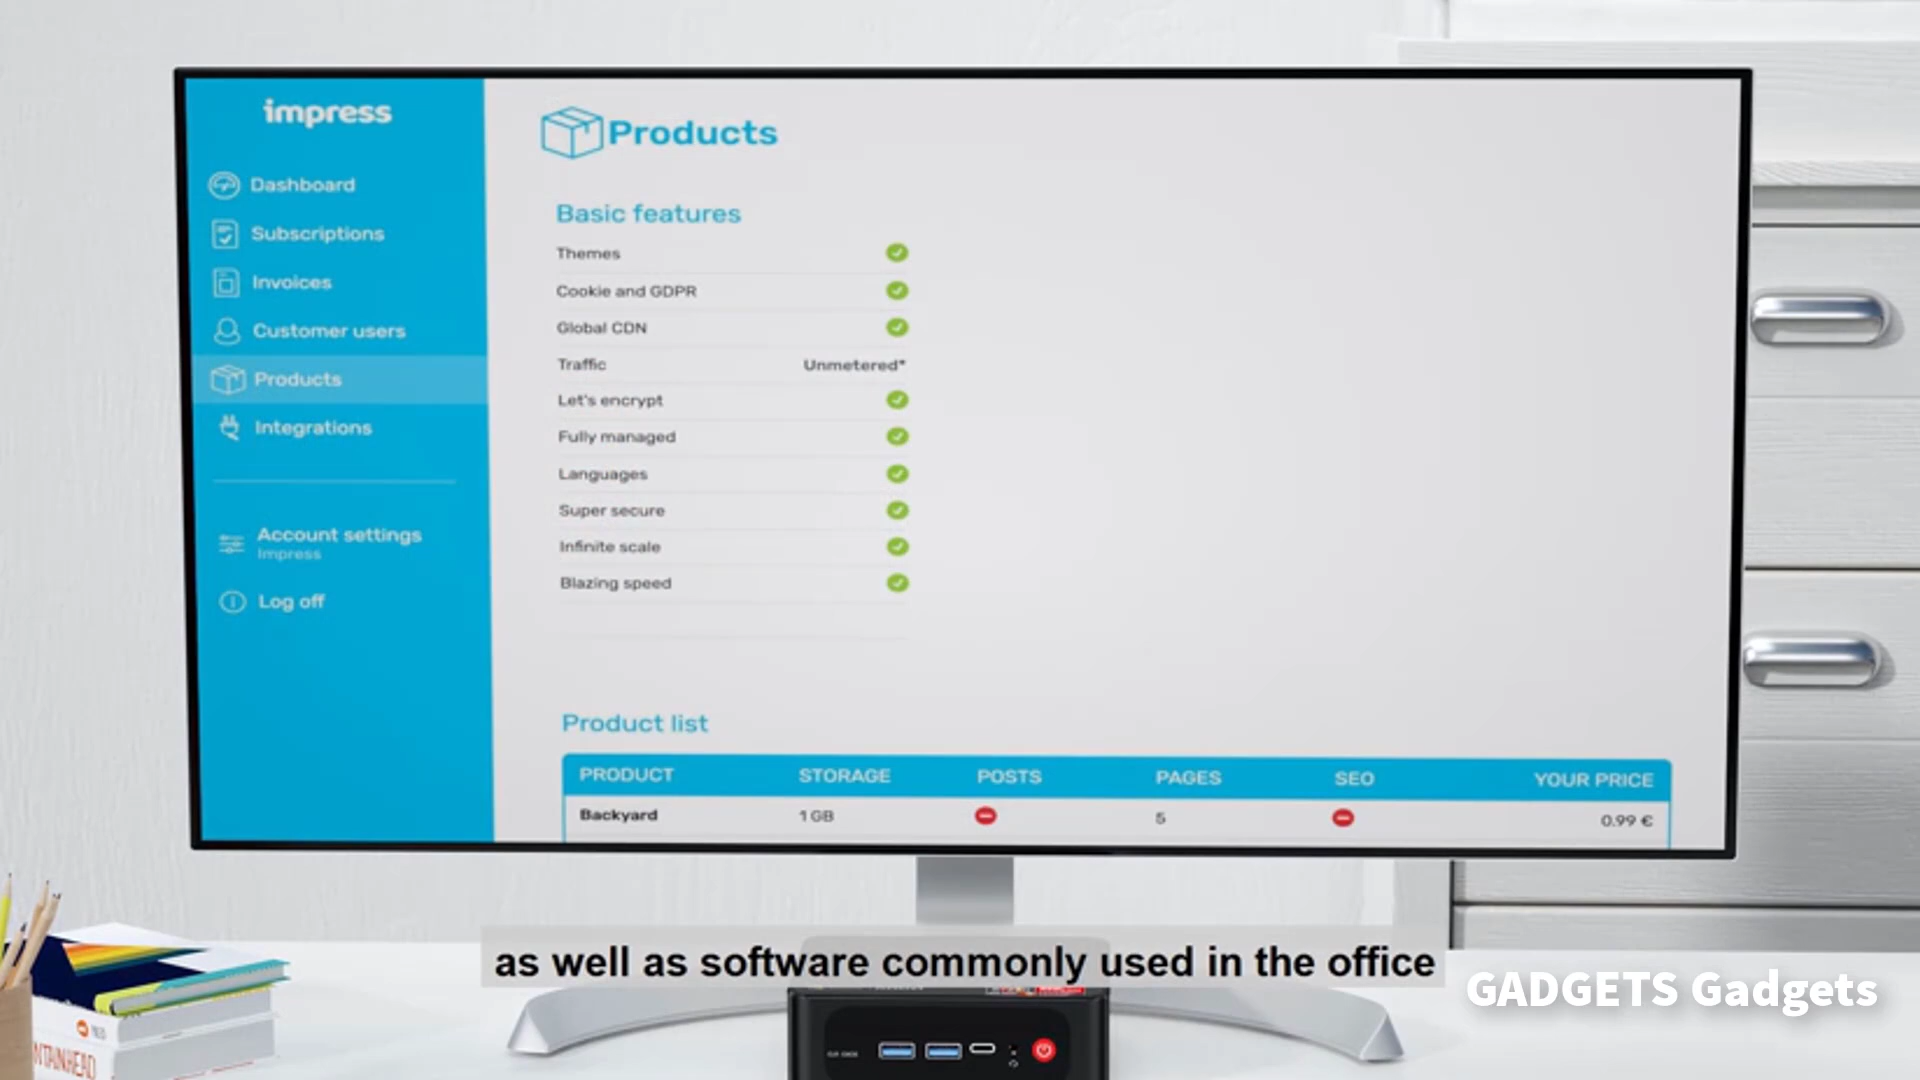 impress
Dashboard
Subscriptions
Invoices
Customer users
Products
Integrations
Account settings
Impress
Log off
Products
Basic features
Themes
Cookie and GDPR
Global CDN
Traffic Unmetered*
Let's encrypt
Fully managed
Languages
Super secure
Infinite scale
Blazing speed
Product list
PRODUCT STORAGE POSTS PAGES SEO YOUR PRICE
Backyard 1 GB 5 0.99 €
as well as software commonly used in the office
GADGETS Gadgets